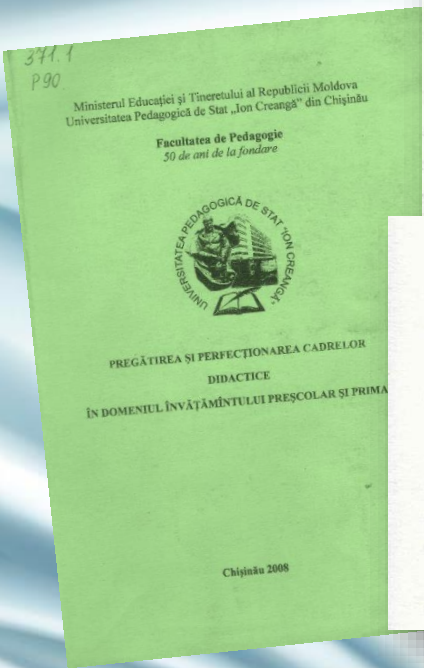 371.1
P90
Ministerul Educaţiei şi Tineretului al Republicii Moldova
Universitatea Pedagogică de Stat „Ion Creangă” din Chişinău
Facultatea de Pedagogie
50 de ani de la fondare
UNIVERSITATEA PEDAGOGICĂ DE STAT "ION CREANGĂ"
PREGĂTIREA ŞI PERFECŢIONAREA CADRELOR
DIDACTICE
ÎN DOMENIUL ÎNVĂŢĂMÎNTULUI PREŞCOLAR ŞI PRIMA
Chişinău 2008